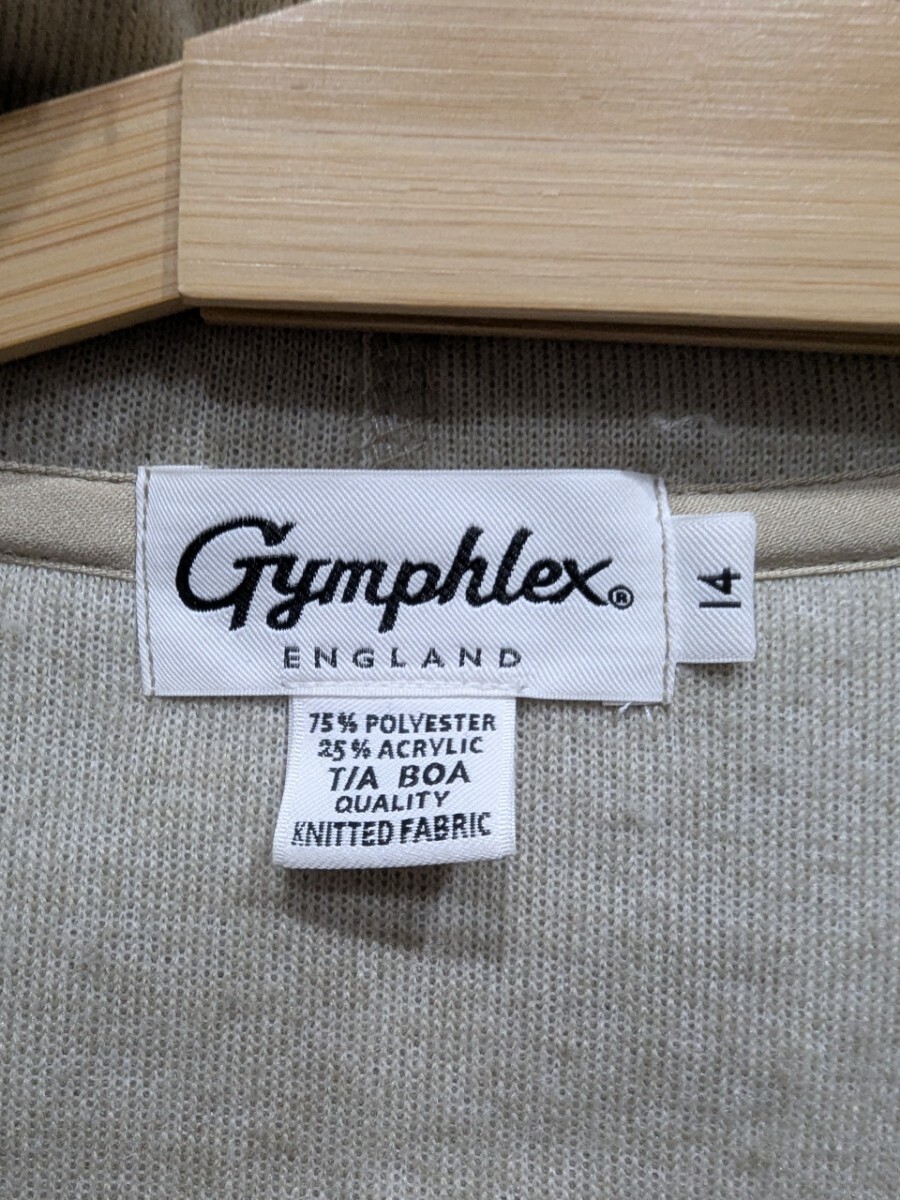 Gymphlex®
ENGLAND
14
75% POLYESTER
25% ACRYLIC
T/A BOA
QUALITY
KNITTED FABRIC